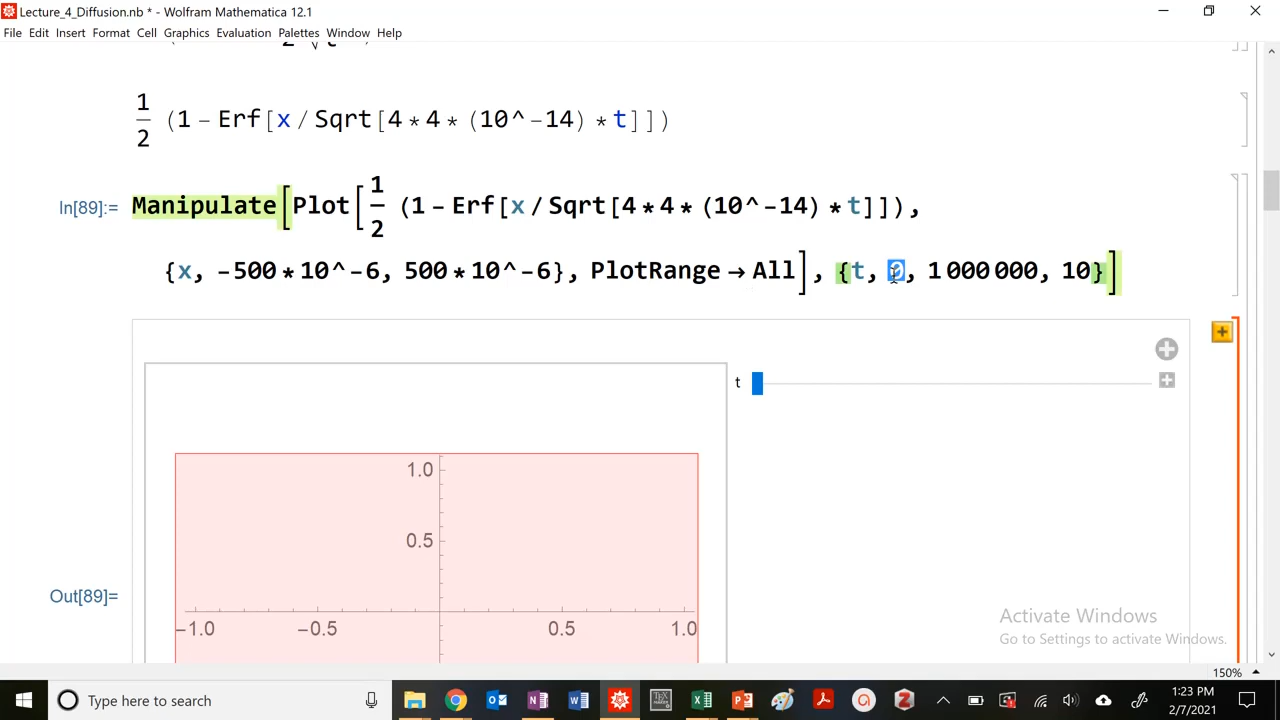 Lecture_4_Diffusion.nb * - Wolfram Mathematica 12.1
File Edit Insert Format Cell Graphics Evaluation Palettes Window Help
1/2 (1 - Erf[x / Sqrt[4 * 4 * (10^-14) * t]])
In[89]:= Manipulate[Plot[1/2 (1 - Erf[x / Sqrt[4 * 4 * (10^-14) * t]]),
{x, -500 * 10^-6, 500 * 10^-6}, PlotRange → All], {t, 0, 1 000 000, 10}]
t
1.0
0.5
-1.0 -0.5 0.5 1.0
Out[89]=
Activate Windows
Go to Settings to activate Windows.
150%
Type here to search
1:23 PM
2/7/2021